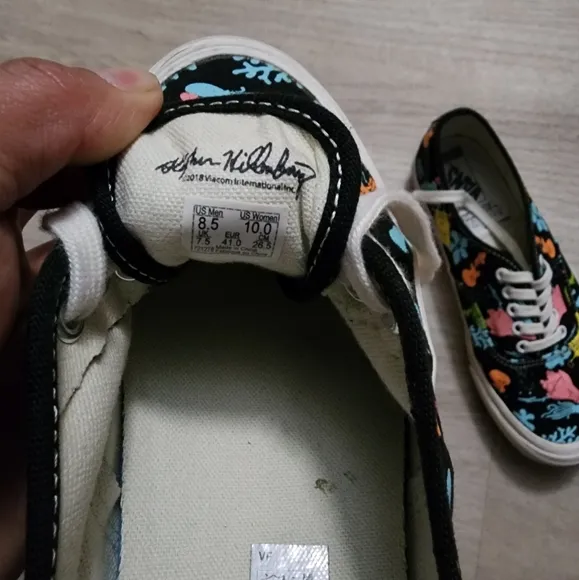 Stephen Hillenburg
©2018 Viacom International Inc.
US Men US Women
8.5 10.0
UK EUR CM
7.5 41.0 26.5
VF